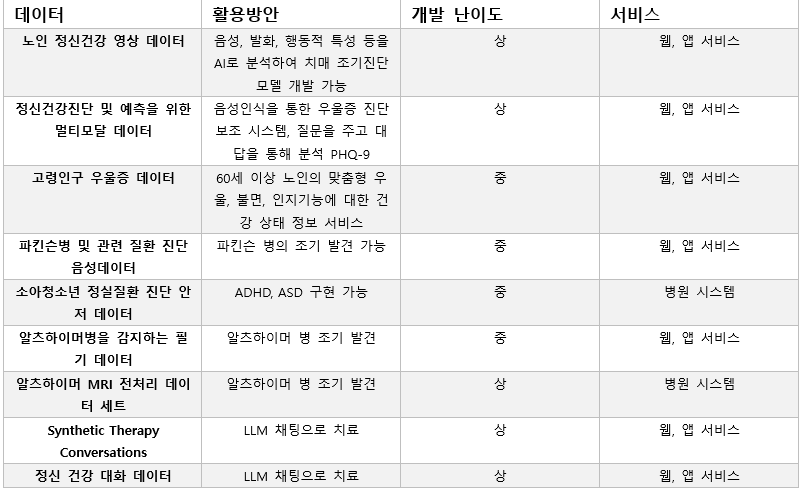 데이터 활용방안 개발 난이도 서비스
노인 정신건강 영상 데이터 음성, 발화, 행동적 특성 등을 상 웹, 앱 서비스
AI로 분석하여 치매 조기진단
모델 개발 가능
정신건강진단 및 예측을 위한 음성인식을 통한 우울증 진단 상 웹, 앱 서비스
멀티모달 데이터 보조 시스템, 질문을 주고 대
답을 통해 분석 PHQ-9
고령인구 우울증 데이터 60세 이상 노인의 맞춤형 우 중 웹, 앱 서비스
울, 불면, 인지기능에 대한 건
강 상태 정보 서비스
파킨슨병 및 관련 질환 진단 파킨슨 병의 조기 발견 가능 중 웹, 앱 서비스
음성데이터
소아청소년 정실질환 진단 안 ADHD, ASD 구현 가능 중 병원 시스템
저 데이터
알츠하이머병을 감지하는 필 알츠하이머 병 조기 발견 중 웹, 앱 서비스
기 데이터
알츠하이머 MRI 전처리 데이 알츠하이머 병 조기 발견 상 병원 시스템
터 세트
Synthetic Therapy LLM 채팅으로 치료 상 웹, 앱 서비스
Conversations
정신 건강 대화 데이터 LLM 채팅으로 치료 상 웹, 앱 서비스